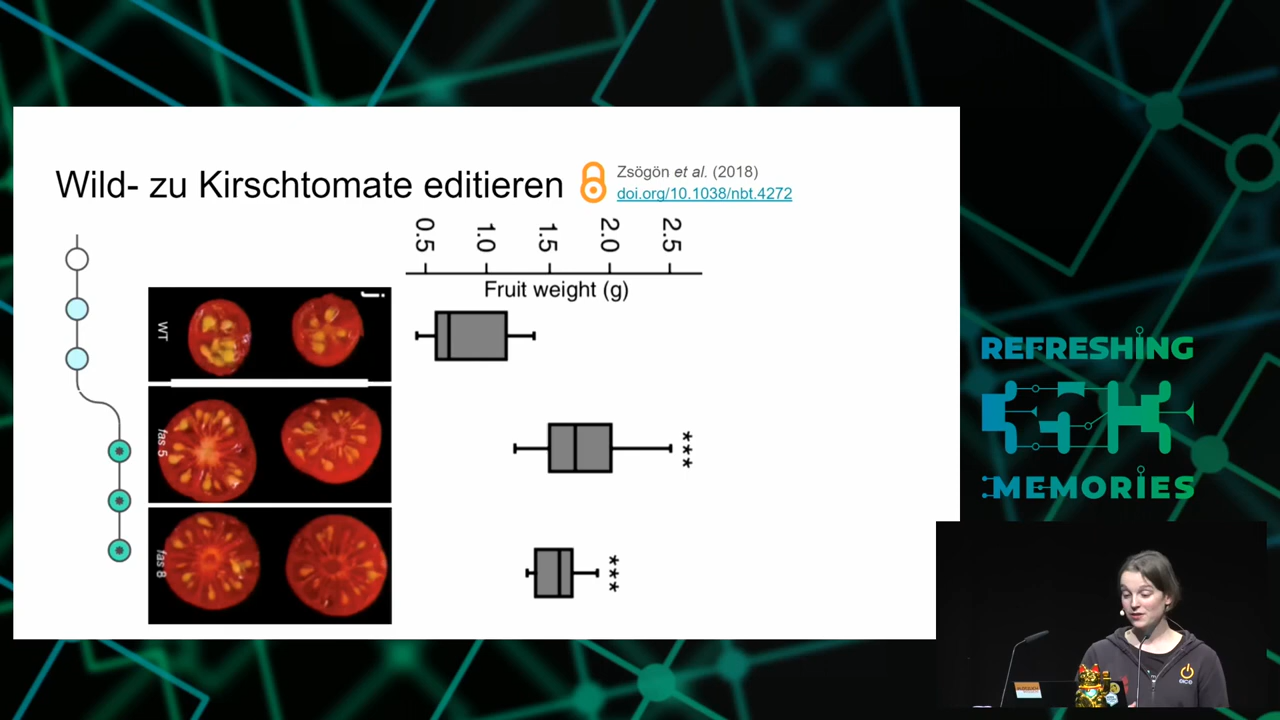 Wild- zu Kirschtomate editieren
Zsögön et al. (2018)
doi.org/10.1038/nbt.4272
0.5 1.0 1.5 2.0 2.5
Fruit weight (g)
j
WT
fas 5
***
fas 8
***
REFRESHING
MEMORIES